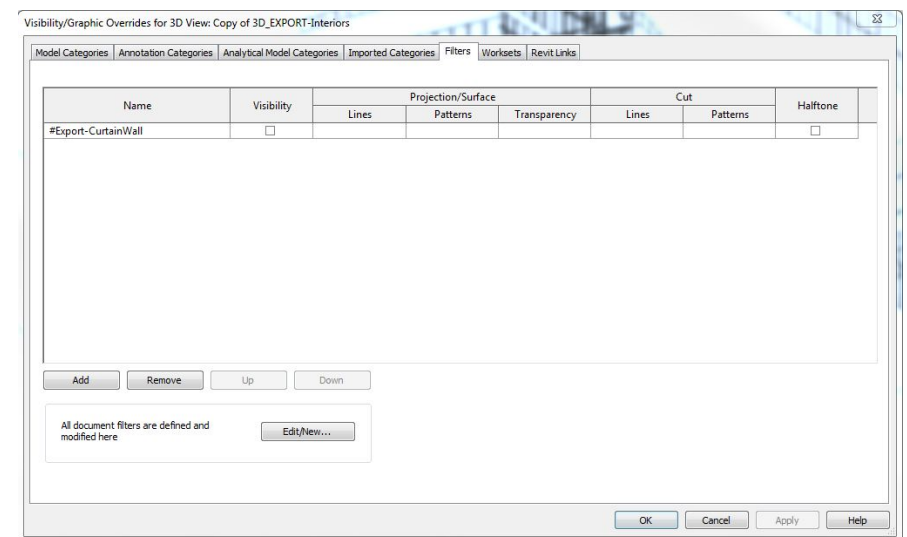 Visibility/Graphic Overrides for 3D View: Copy of 3D_EXPORT-Interiors
Model Categories Annotation Categories Analytical Model Categories Imported Categories Filters Worksets Revit Links
Name Visibility Projection/Surface Cut Halftone
Lines Patterns Transparency Lines Patterns
#Export-CurtainWall
Add Remove Up Down
All document filters are defined and
modified here
Edit/New...
OK Cancel Apply Help